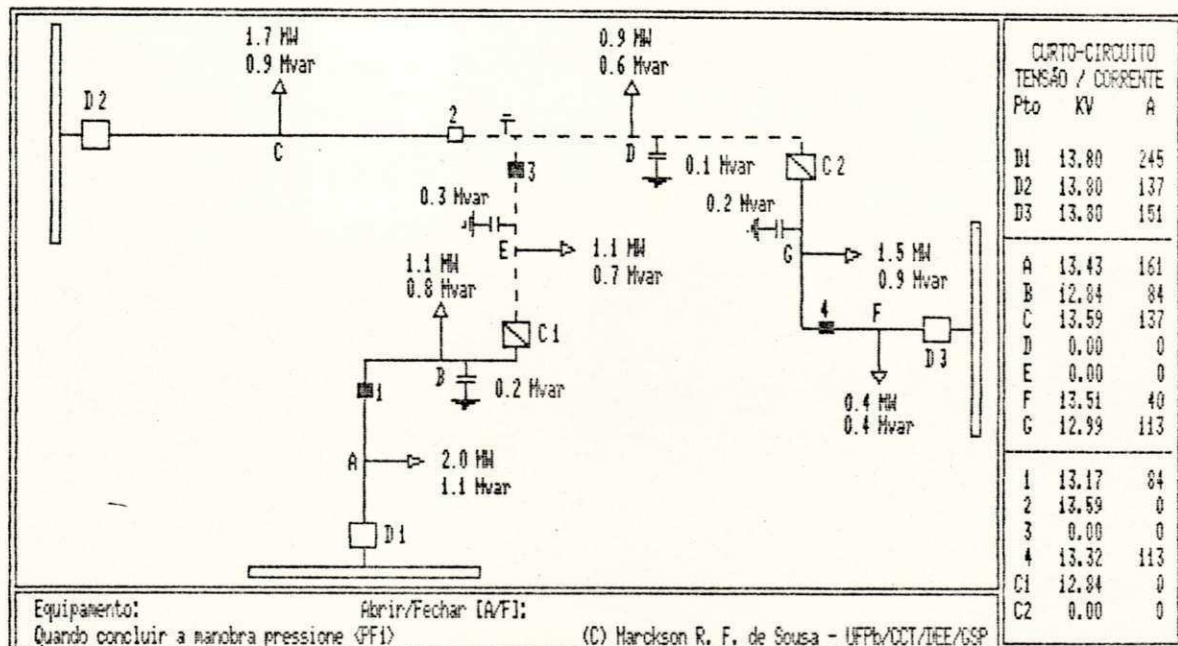 1.7 MW
0.9 Mvar
D2
C
2
0.9 MW
0.6 Mvar
D
0.1 Mvar
C2
3
0.3 Mvar
E
1.1 MW
0.7 Mvar
0.2 Mvar
G
1.5 MW
0.9 Mvar
4
F
D3
0.4 MW
0.4 Mvar
1.1 MW
0.8 Mvar
C1
B
0.2 Mvar
1
A
2.0 MW
1.1 Mvar
D1
CURTO-CIRCUITO
TENSÃO / CORRENTE
Pto KV A
D1 13.80 245
D2 13.80 137
D3 13.80 151
A 13.43 161
B 12.84 84
C 13.59 137
D 0.00 0
E 0.00 0
F 13.51 40
G 12.99 113
1 13.17 84
2 13.59 0
3 0.00 0
4 13.32 113
C1 12.84 0
C2 0.00 0
Equipamento: Abrir/Fechar [A/F]:
Quando concluir a manobra pressione <PF1> (C) Marckson R. F. de Sousa - UFPb/CCT/DEE/GSP